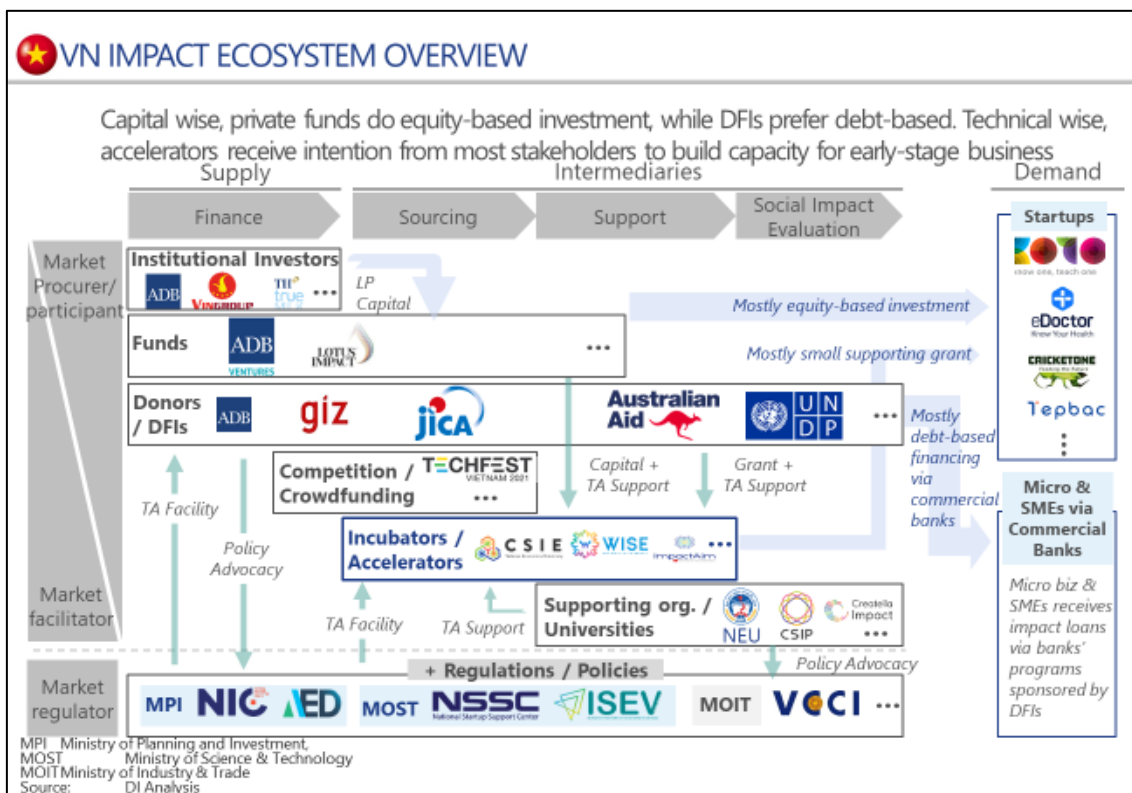 VN IMPACT ECOSYSTEM OVERVIEW
Capital wise, private funds do equity-based investment, while DFIs prefer debt-based. Technical wise,
accelerators receive intention from most stakeholders to build capacity for early-stage business
Supply
Intermediaries
Demand
Finance
Sourcing
Support
Social Impact
Evaluation
Market
Procurer/
participant
Market
facilitator
Market
regulator
Institutional Investors
ADB
VINGROUP
TH
true
...
LP
Capital
Funds
ADB
VENTURES
LOTUS
IMPACT
...
Mostly equity-based investment
Mostly small supporting grant
Donors
/ DFIs
ADB
giz
jica
Australian
Aid
UN
DP
...
Mostly
debt-based
financing
via
commercial
banks
Competition /
Crowdfunding
TECHFEST
VIETNAM 2021
...
Capital +
TA Support
Grant +
TA Support
TA Facility
Policy
Advocacy
Incubators /
Accelerators
CSIE
WISE
ImpactAim
...
TA Facility
TA Support
Supporting org. /
Universities
NEU
CSIP
Creatella
Impact
...
Policy Advocacy
+ Regulations / Policies
MPI
NIC
AED
MOST
NSSC
National Startup Support Center
ISEV
MOIT
VCCI
...
Startups
KOTO
know one, teach one
eDoctor
Know Your Health
CRICKETONE
Feeding the Future
Tepbac
Micro &
SMEs via
Commercial
Banks
Micro biz &
SMEs receives
impact loans
via banks'
programs
sponsored by
DFIs
MPI Ministry of Planning and Investment,
MOST Ministry of Science & Technology
MOIT Ministry of Industry & Trade
Source: DI Analysis